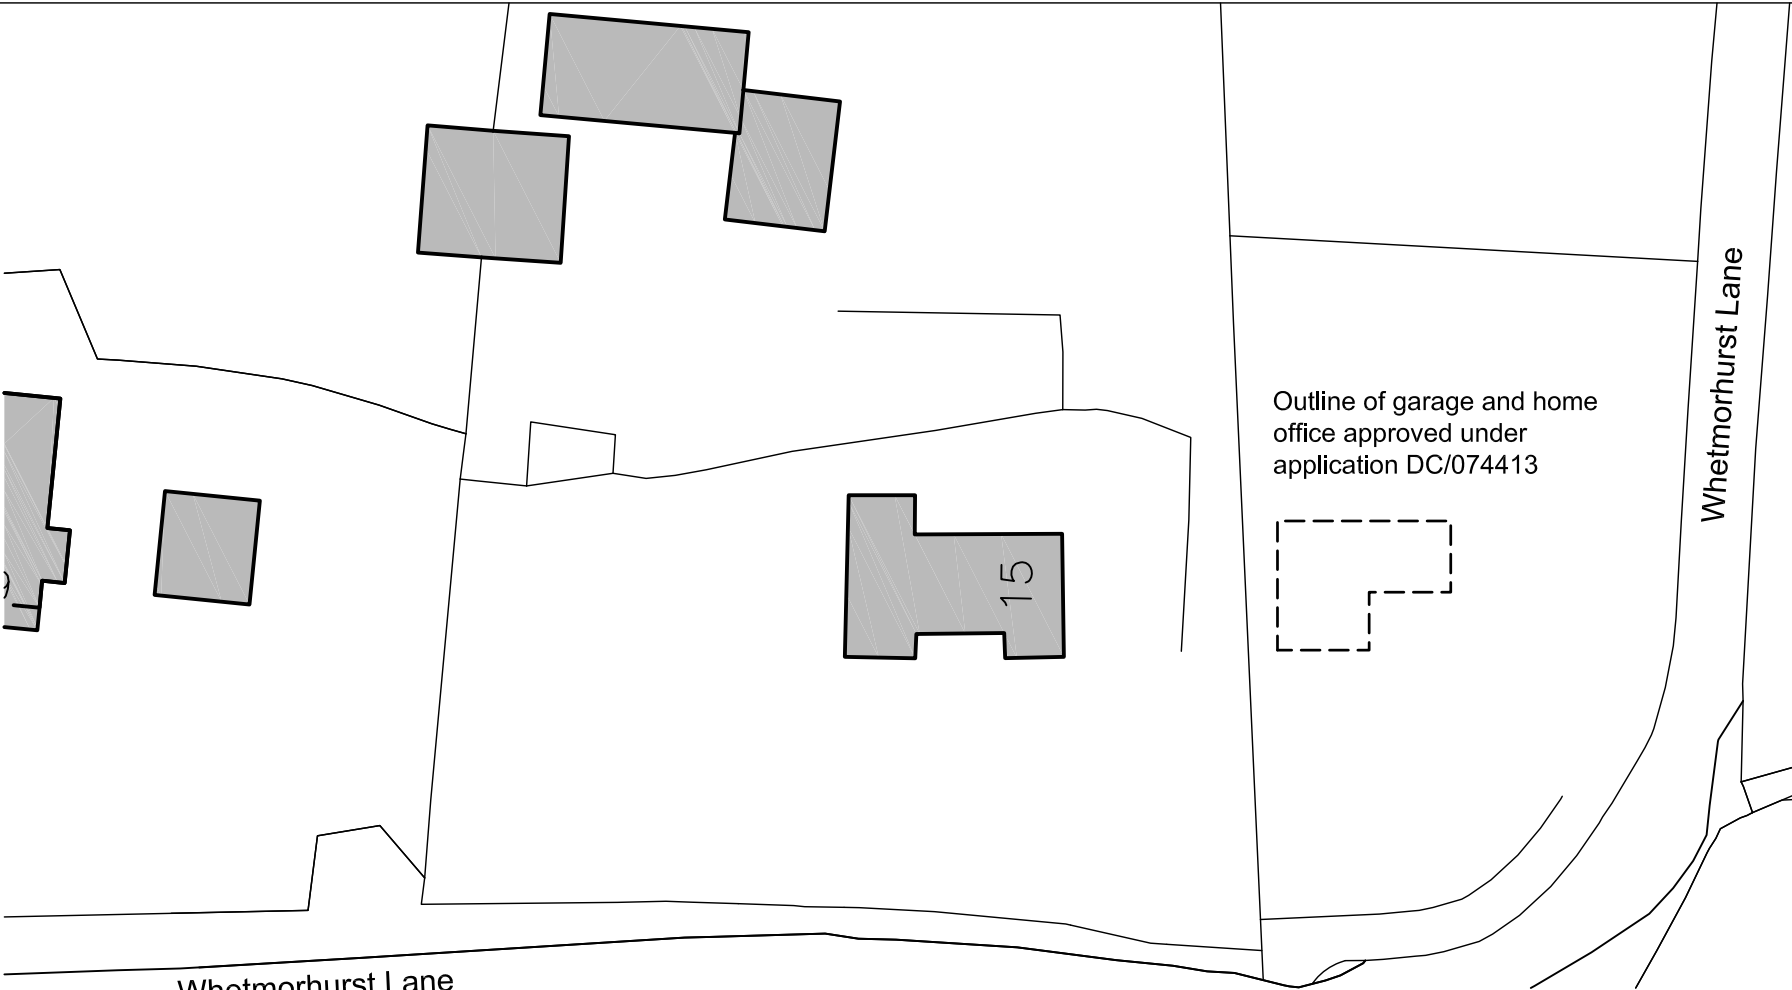 Outline of garage and home
office approved under
application DC/074413
Whetmorhurst Lane
15
Whetmorhurst Lane